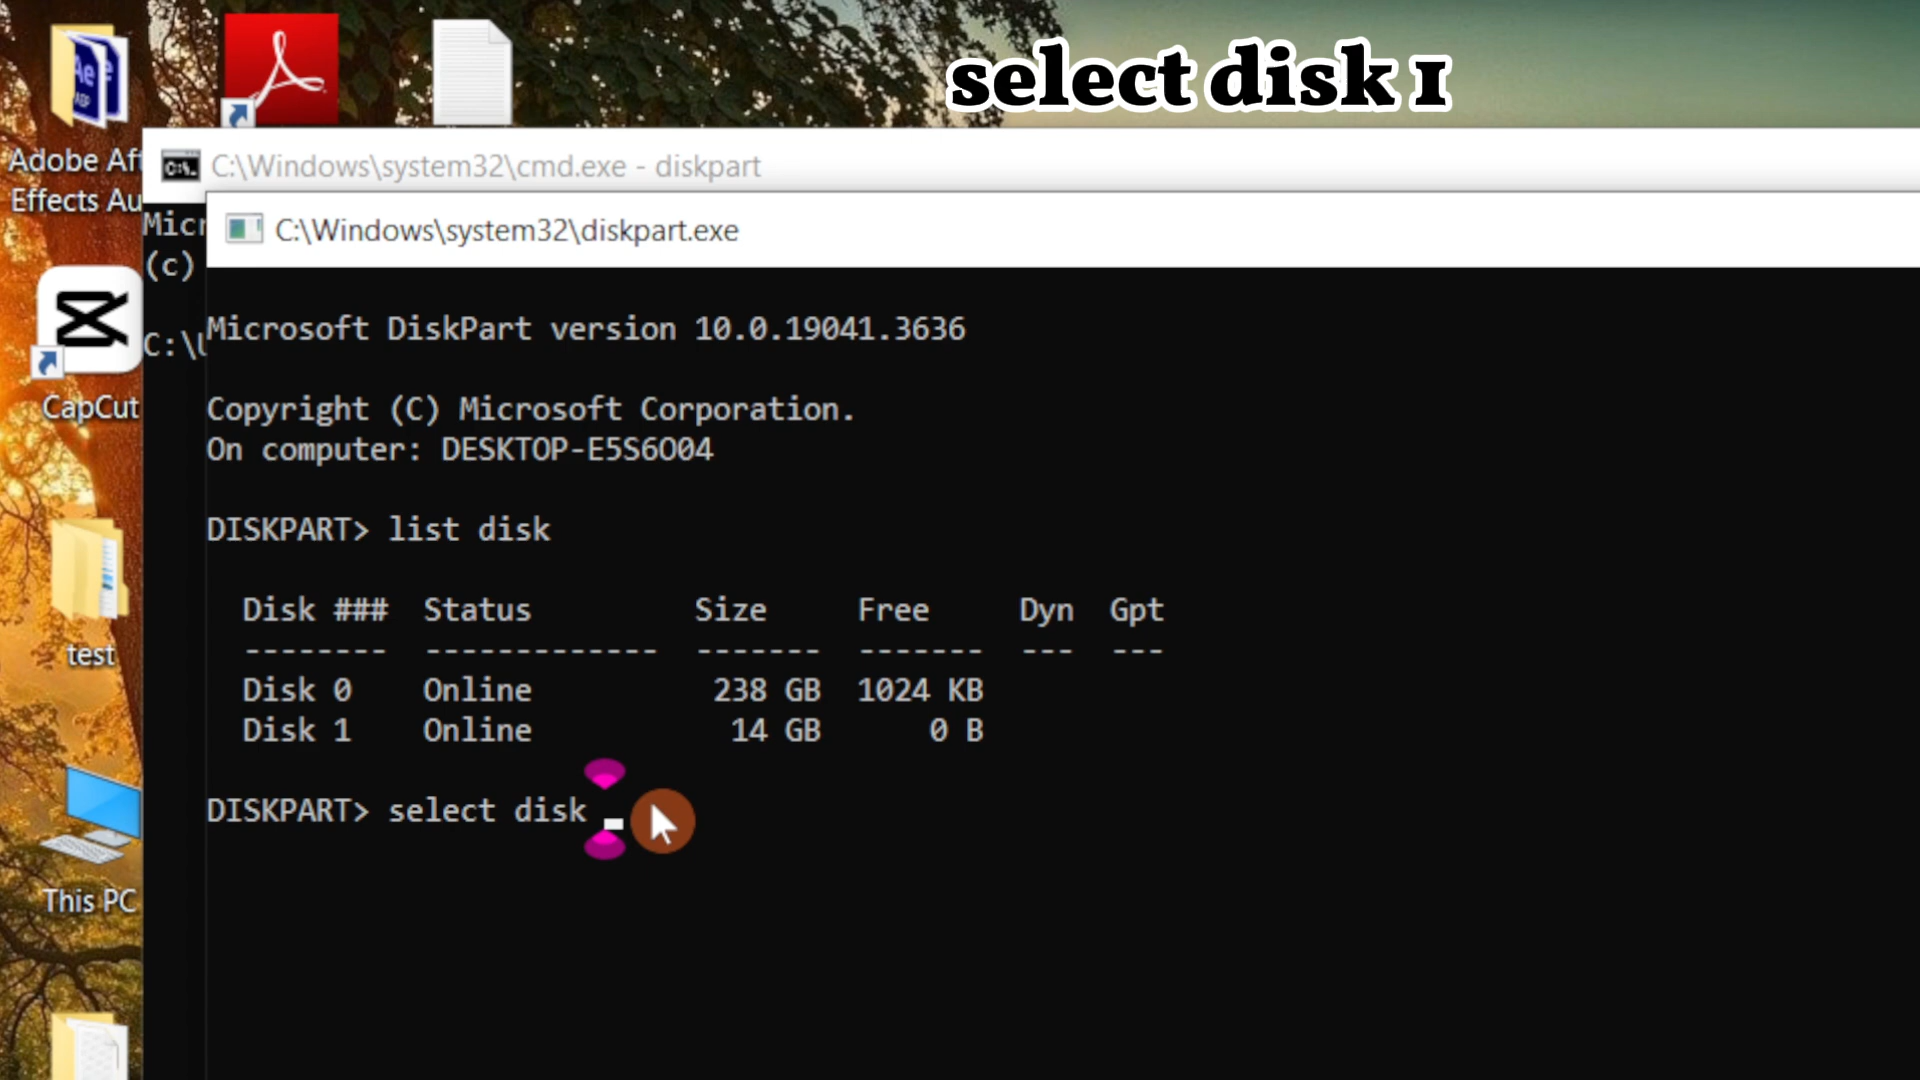 select disk 1
Adobe Aft
Effects Au
C:\Windows\system32\cmd.exe - diskpart
Micr
(c)
C:\U
C:\Windows\system32\diskpart.exe
Microsoft DiskPart version 10.0.19041.3636
Copyright (C) Microsoft Corporation.
On computer: DESKTOP-E5S6O04
CapCut
DISKPART> list disk
Disk ### Status Size Free Dyn Gpt
-------- ------------- ------- ------- --- ---
Disk 0 Online 238 GB 1024 KB
Disk 1 Online 14 GB 0 B
test
DISKPART> select disk
This PC